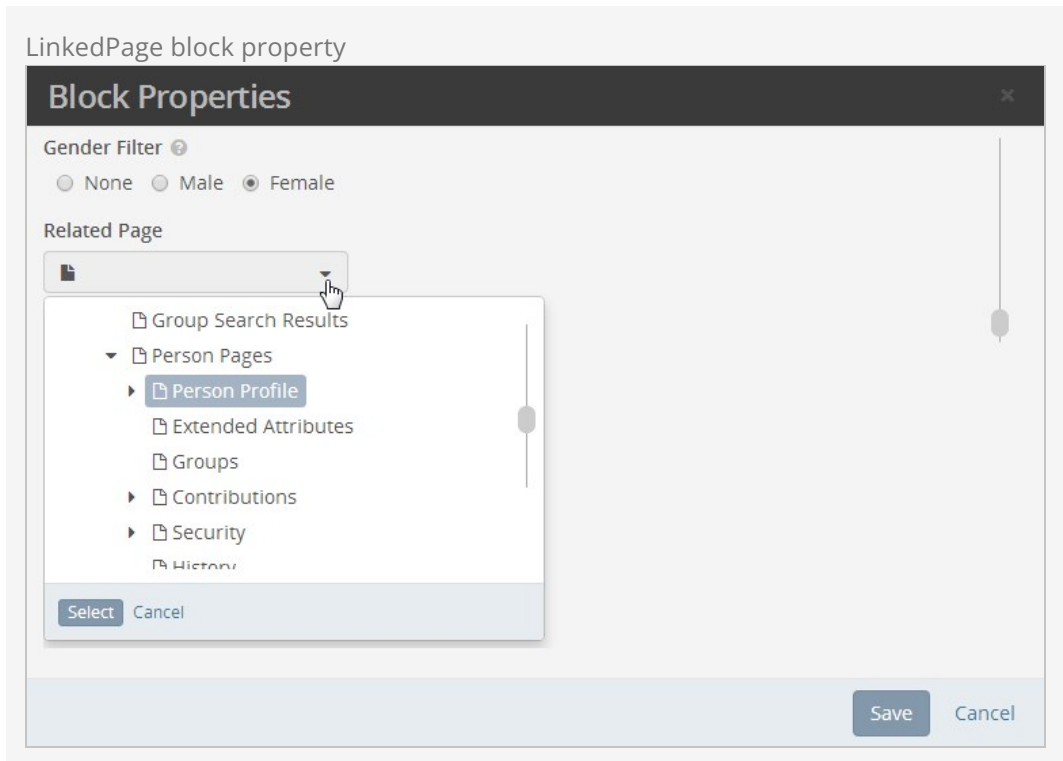 LinkedPage block property
Block Properties
×
Gender Filter ?
None Male Female
Related Page
Group Search Results
Person Pages
Person Profile
Extended Attributes
Groups
Contributions
Security
History
Select Cancel
Save Cancel